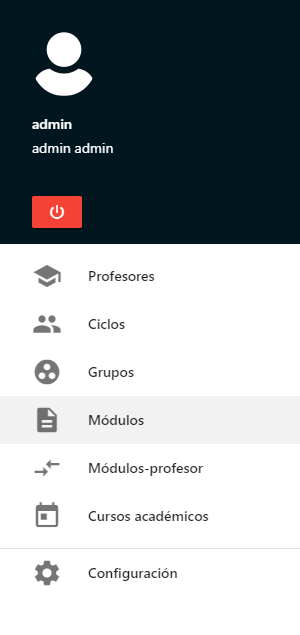 admin
admin admin
Profesores
Ciclos
Grupos
Módulos
Módulos-profesor
Cursos académicos
Configuración